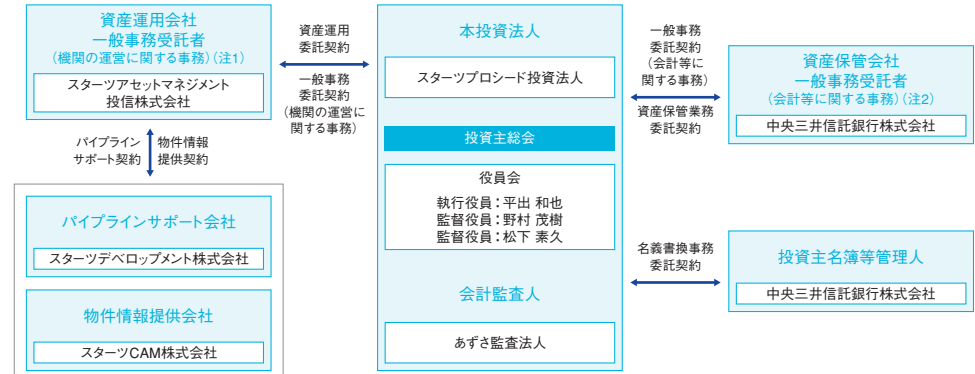 資産運用会社
一般事務受託者
(機関の運営に関する事務)(注1)
スターツアセットマネジメント
投信株式会社
資産運用
委託契約
一般事務
委託契約
(機関の運営に
関する事務)
パイプライン
サポート契約
物件情報
提供契約
パイプラインサポート会社
スターツデベロップメント株式会社
物件情報提供会社
スターツCAM株式会社
本投資法人
スターツプロシード投資法人
投資主総会
役員会
執行役員:平出 和也
監督役員:野村 茂樹
監督役員:松下 素久
会計監査人
あずさ監査法人
一般事務
委託契約
(会計等に
関する事務)
資産保管業務
委託契約
資産保管会社
一般事務受託者
(会計等に関する事務)(注2)
中央三井信託銀行株式会社
名義書換事務
委託契約
投資主名簿等管理人
中央三井信託銀行株式会社